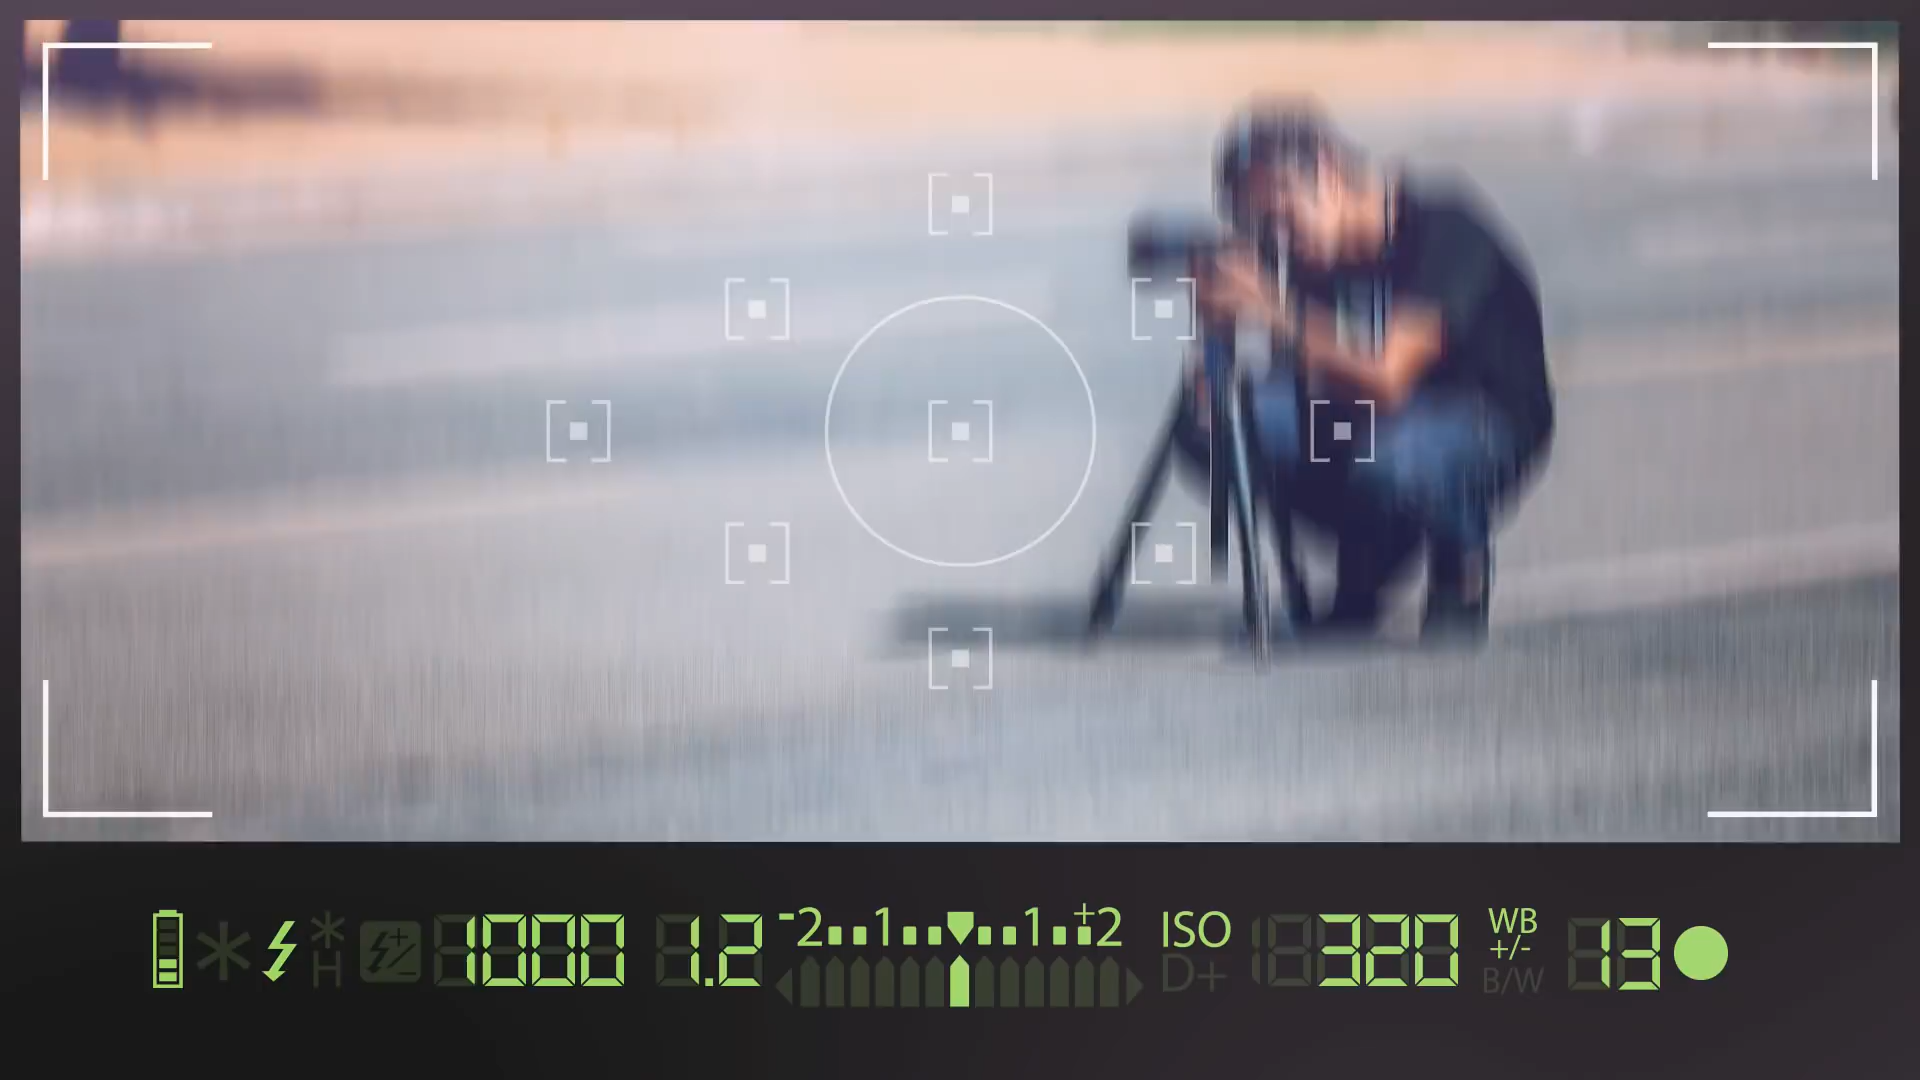 1000 1.2 -2..1..▼..1..+2 ISO 320 WB +/- 13
H D+ B/W